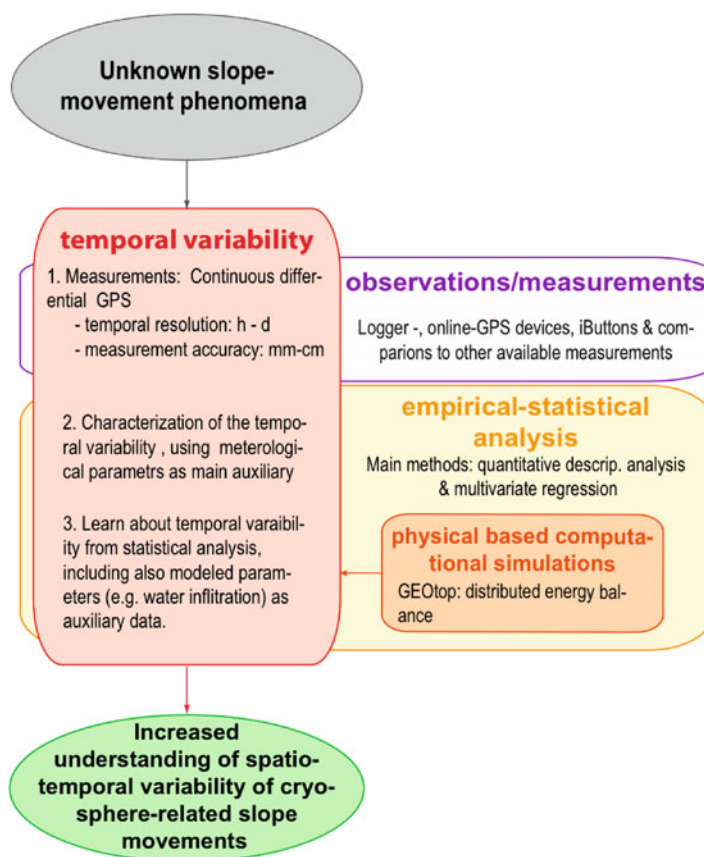 Unknown slope-
movement phenomena
temporal variability
1. Measurements: Continuous differ-
ential GPS
- temporal resolution: h - d
- measurement accuracy: mm-cm
observations/measurements
Logger -, online-GPS devices, iButtons & com-
parions to other available measurements
2. Characterization of the tempo-
ral variability , using meterologi-
cal parametrs as main auxiliary
3. Learn about temporal varaibil-
ity from statistical analysis,
including also modeled param-
eters (e.g. water inflitration) as
auxiliary data.
empirical-statistical
analysis
Main methods: quantitative descrip. analysis
& multivariate regression
physical based computa-
tional simulations
GEOtop: distributed energy bal-
ance
Increased
understanding of spatio-
temporal variability of cryo-
sphere-related slope
movements